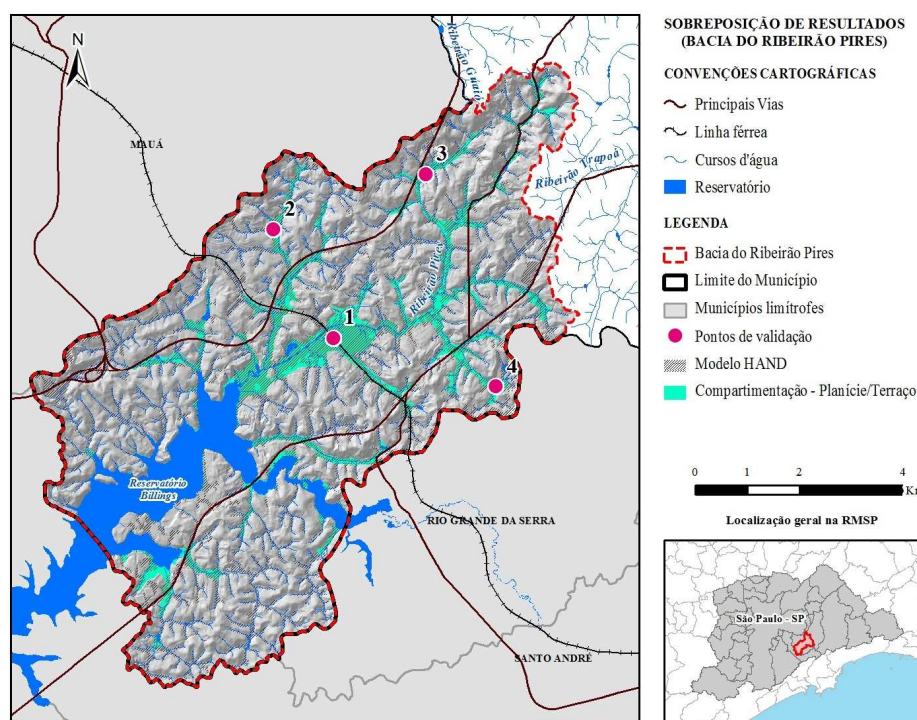 N
MAUÁ
Ribeirão Guaió
3
2
Ribeirão Pires
1
4
Reservatório
Billings
RIO GRANDE DA SERRA
SANTO ANDRÉ
SOBREPOSIÇÃO DE RESULTADOS
(BACIA DO RIBEIRÃO PIRES)
CONVENÇÕES CARTOGRÁFICAS
Principais Vias
Linha férrea
Cursos d'água
Reservatório
LEGENDA
Bacia do Ribeirão Pires
Limite do Município
Municípios limítrofes
Pontos de validação
Modelo HAND
Compartimentação - Planície/Terraço
0 2 4
Localização geral na RMSP
São Paulo - SP